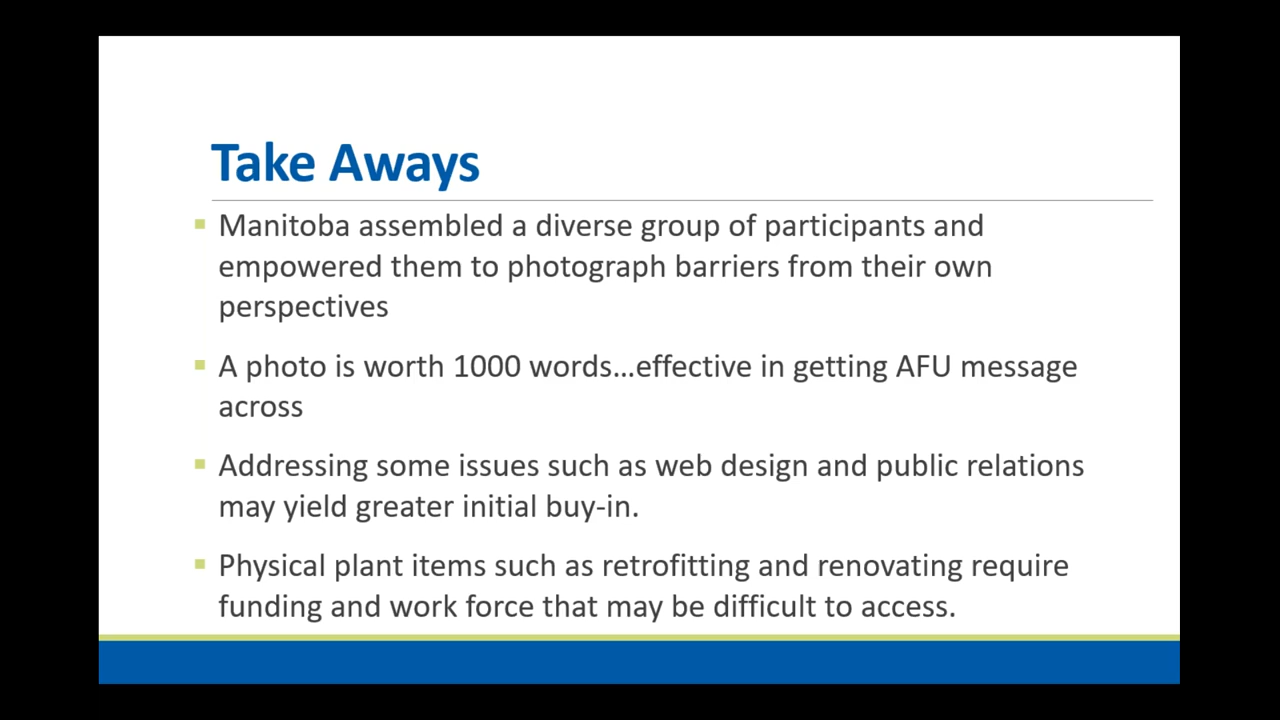 Take Aways
Manitoba assembled a diverse group of participants and
empowered them to photograph barriers from their own
perspectives
A photo is worth 1000 words...effective in getting AFU message
across
Addressing some issues such as web design and public relations
may yield greater initial buy-in.
Physical plant items such as retrofitting and renovating require
funding and work force that may be difficult to access.